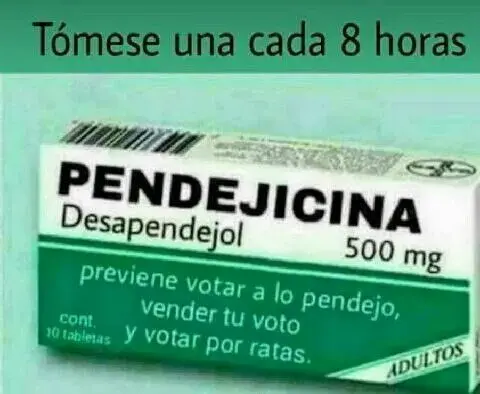 Tómese una cada 8 horas
PENDEJICINA
Desapendejol
500 mg
previene votar a lo pendejo,
vender tu voto
y votar por ratas.
cont.
10 tabletas
ADULTOS